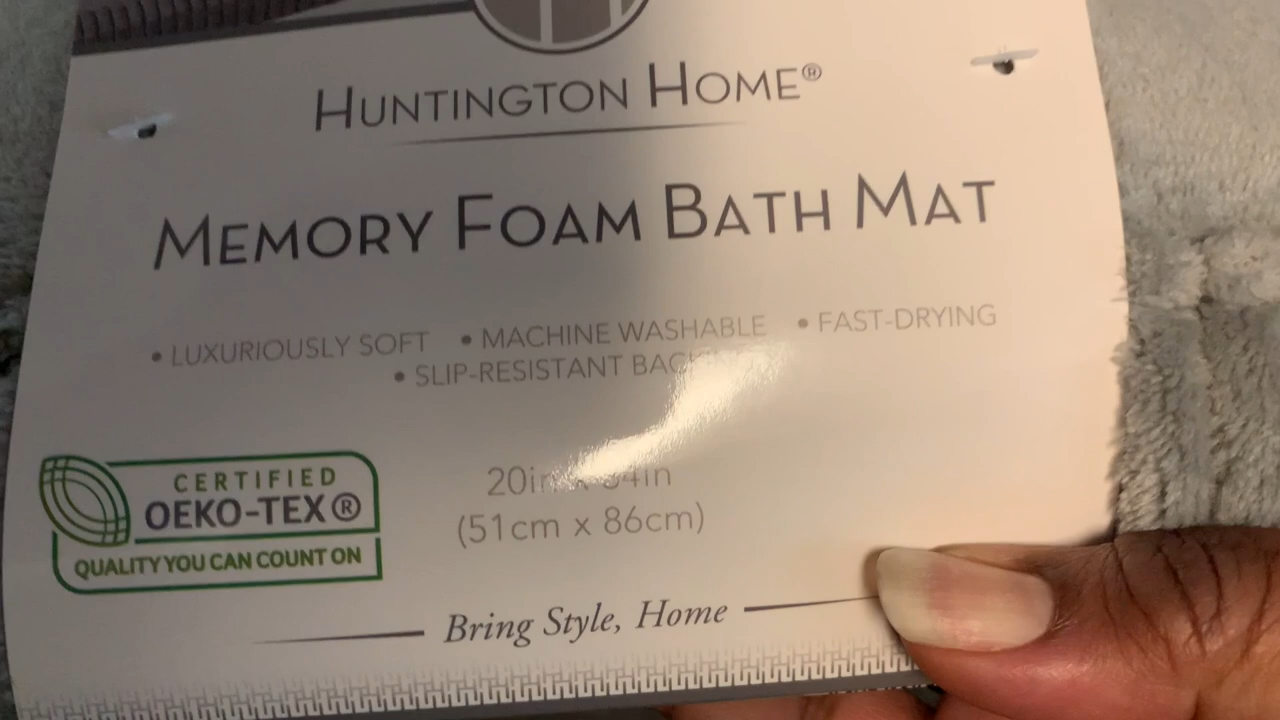 HUNTINGTON HOME®
MEMORY FOAM BATH MAT
• LUXURIOUSLY SOFT • MACHINE WASHABLE • FAST-DRYING
• SLIP-RESISTANT
CERTIFIED
OEKO-TEX®
QUALITY YOU CAN COUNT ON
20in x 34in
(51cm x 86cm)
Bring Style, Home